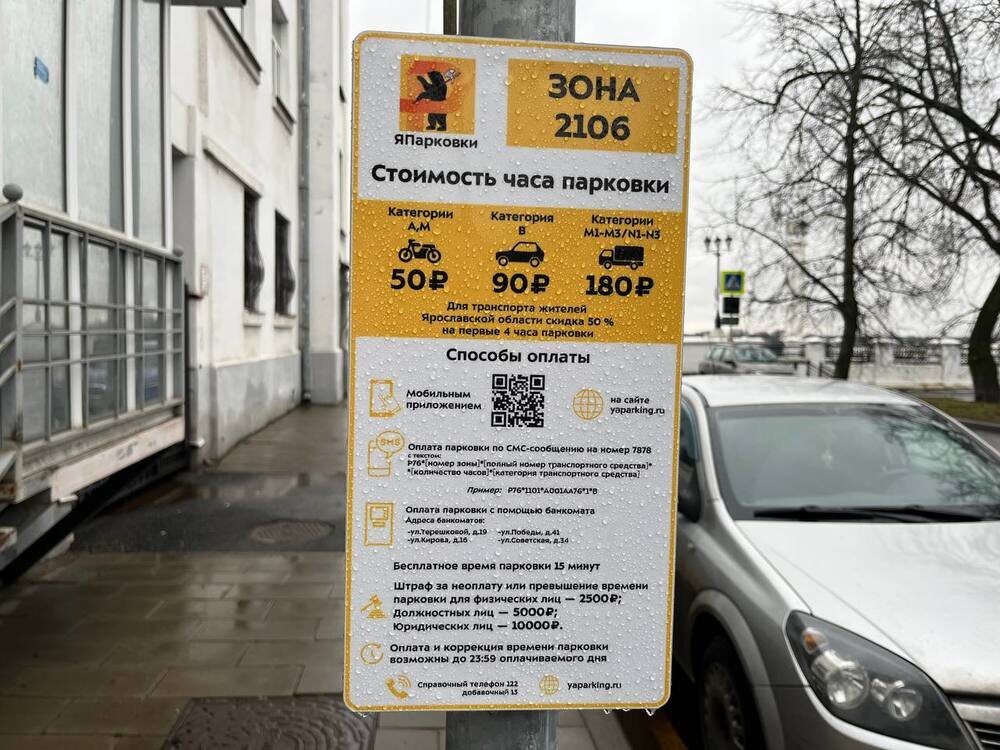 ЯПарковки
ЗОНА
2106
Стоимость часа парковки
Категории
А,М
Категория
В
Категории
М1-М3/N1-N3
50₽
90₽
180₽
Для транспорта жителей
Ярославской области скидка 50 %
на первые 4 часа парковки
Способы оплаты
Мобильным
приложением
на сайте
yaparking.ru
SMS
Оплата парковки по СМС-сообщению на номер 7878
с текстом:
Р76*[номер зоны]*[полный номер транспортного средства]*
*[количество часов]*[категория транспортного средства]
Пример: Р76*1101*А001АА76*1*В
Оплата парковки с помощью банкомата
Адреса банкоматов:
-ул.Терешковой, д.19 -ул.Победы, д.41
-ул.Кирова, д.16 -ул.Советская, д.34
Бесплатное время парковки 15 минут
Штраф за неоплату или превышение времени
парковки для физических лиц — 2500₽;
Должностных лиц — 5000₽;
Юридических лиц — 10000₽.
Оплата и коррекция времени парковки
возможны до 23:59 оплачиваемого дня
Справочный телефон 122
добавочный 13
yaparking.ru